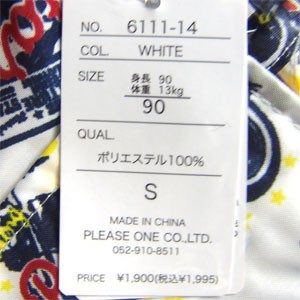 NO. 6111-14
COL. WHITE
SIZE 身長 90
体重 13kg
90
QUAL.
ポリエステル100%
S
MADE IN CHINA
PLEASE ONE CO.,LTD.
052-910-8511
PRICE ¥1,900(税込¥1,995)